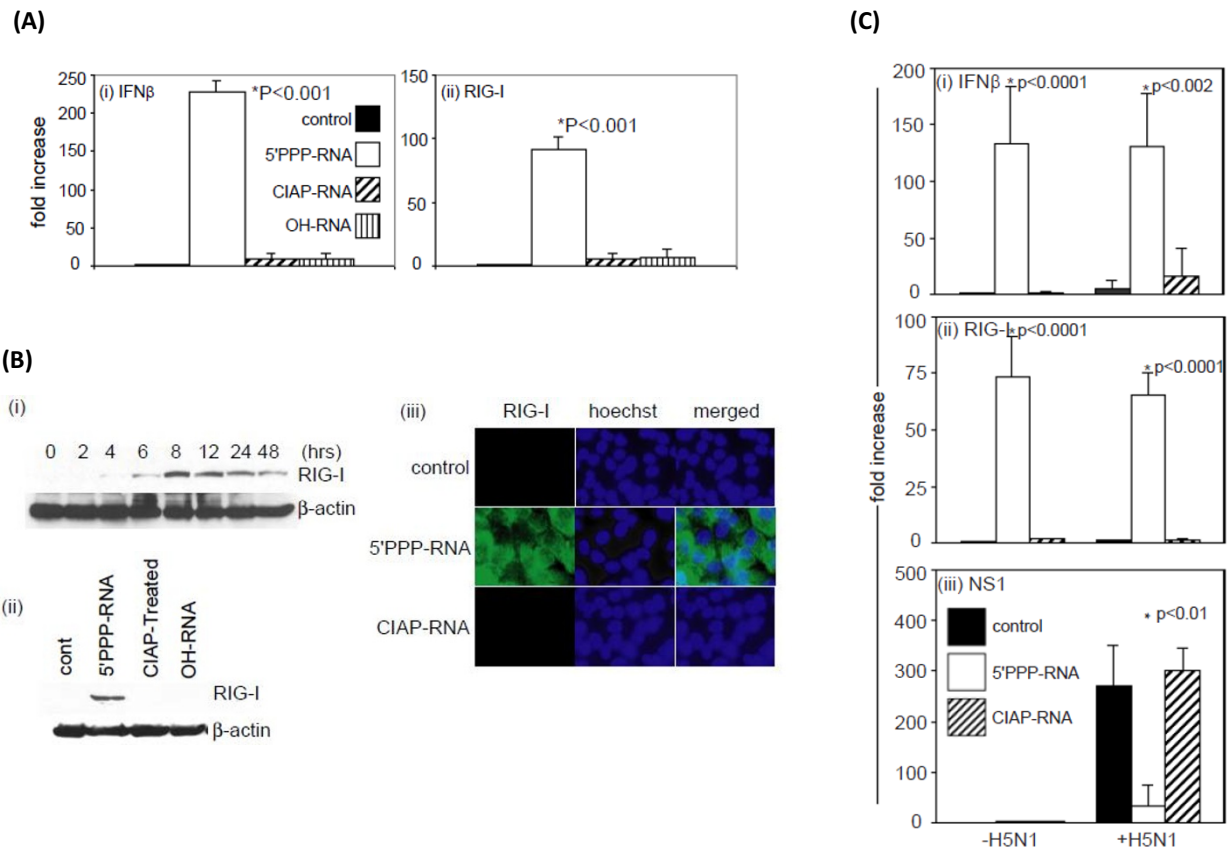 (A)
(i) IFNβ
*P<0.001
control
5'PPP-RNA
CIAP-RNA
OH-RNA
fold increase
250
200
150
100
50
0
(ii) RIG-I
*P<0.001
150
100
50
0
(B)
(i)
0 2 4 6 8 12 24 48 (hrs)
RIG-I
β-actin
(ii)
cont
5'PPP-RNA
CIAP-Treated
OH-RNA
RIG-I
β-actin
(iii) RIG-I hoechst merged
control
5'PPP-RNA
CIAP-RNA
(C)
200
150
100
50
0
(i) IFNβ
* p<0.0001
* p<0.002
100
75
50
25
0
(ii) RIG-I
* p<0.0001
* p<0.0001
fold increase
500
400
300
200
100
0
(iii) NS1
* p<0.01
control
5'PPP-RNA
CIAP-RNA
-H5N1 +H5N1